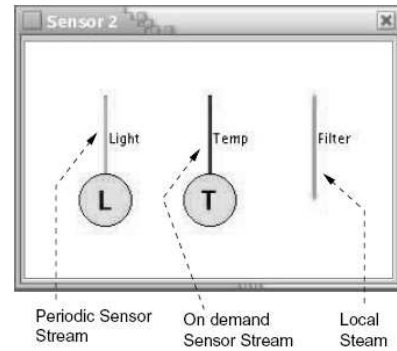 Sensor 2
Light
Temp
Filter
L
T
Periodic Sensor
Stream
On demand
Sensor Stream
Local
Steam